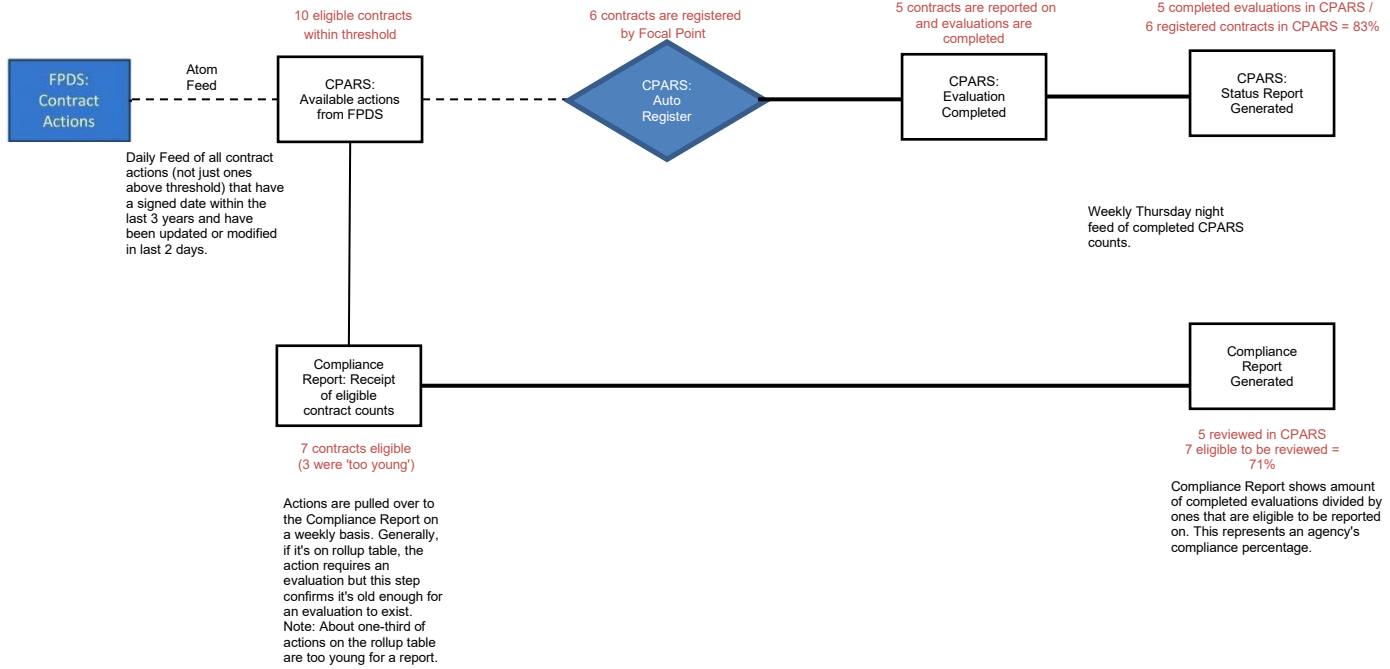 10 eligible contracts
within threshold
6 contracts are registered
by Focal Point
5 contracts are reported on
and evaluations are
completed
5 completed evaluations in CPARS /
6 registered contracts in CPARS = 83%
FPDS:
Contract
Actions
Atom
Feed
CPARS:
Available actions
from FPDS
CPARS:
Auto
Register
CPARS:
Evaluation
Completed
CPARS:
Status Report
Generated
Daily Feed of all contract
actions (not just ones
above threshold) that have
a signed date within the
last 3 years and have
been updated or modified
in last 2 days.
Weekly Thursday night
feed of completed CPARS
counts.
Compliance
Report: Receipt
of eligible
contract counts
Compliance
Report
Generated
7 contracts eligible
(3 were 'too young')
5 reviewed in CPARS
7 eligible to be reviewed =
71%
Actions are pulled over to
the Compliance Report on
a weekly basis. Generally,
if it's on rollup table, the
action requires an
evaluation but this step
confirms it's old enough for
an evaluation to exist.
Note: About one-third of
actions on the rollup table
are too young for a report.
Compliance Report shows amount
of completed evaluations divided by
ones that are eligible to be reported
on. This represents an agency's
compliance percentage.